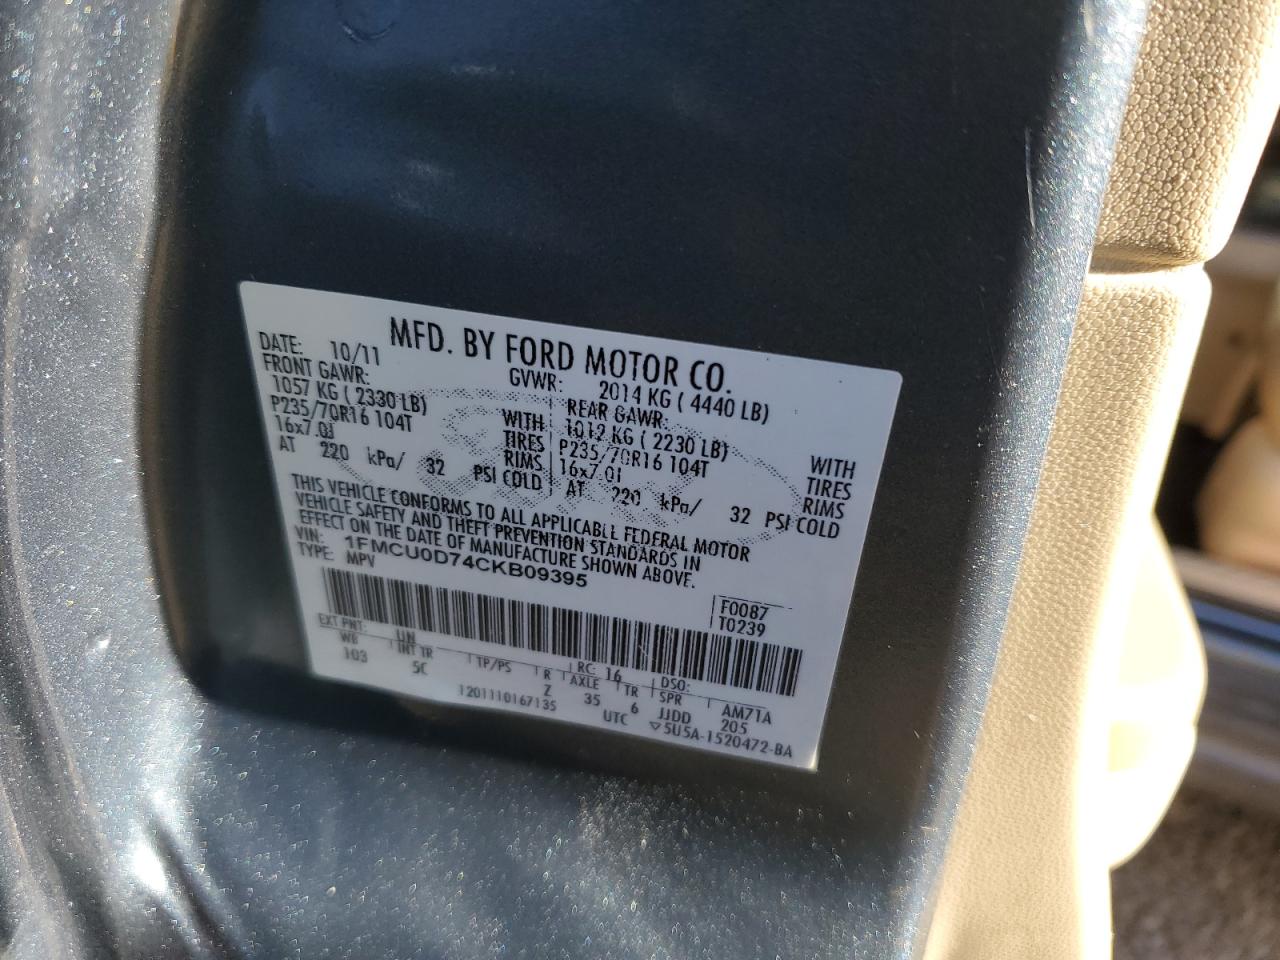 MFD. BY FORD MOTOR CO.
DATE: 10/11 GVWR: 2014 KG ( 4440 LB)
FRONT GAWR: REAR GAWR:
1057 KG ( 2330 LB) WITH 1012 KG ( 2230 LB) WITH
P235/70R16 104T TIRES P235/70R16 104T TIRES
16x7.0J RIMS 16x7.0J RIMS
AT 220 kPa/ 32 PSI COLD AT 220 kPa/ 32 PSI COLD
THIS VEHICLE CONFORMS TO ALL APPLICABLE FEDERAL MOTOR
VEHICLE SAFETY AND THEFT PREVENTION STANDARDS IN
EFFECT ON THE DATE OF MANUFACTURE SHOWN ABOVE.
VIN: 1FMCU0D74CKB09395
TYPE: MPV
F0087
T0239
EXT PNT: UN RC: 16 DSO:
WB INT TR TP/PS R AXLE TR SPR AM71A
103 5C Z 35 6 JJDD 205
1201110167135 UTC ▽5U5A-1520472-BA